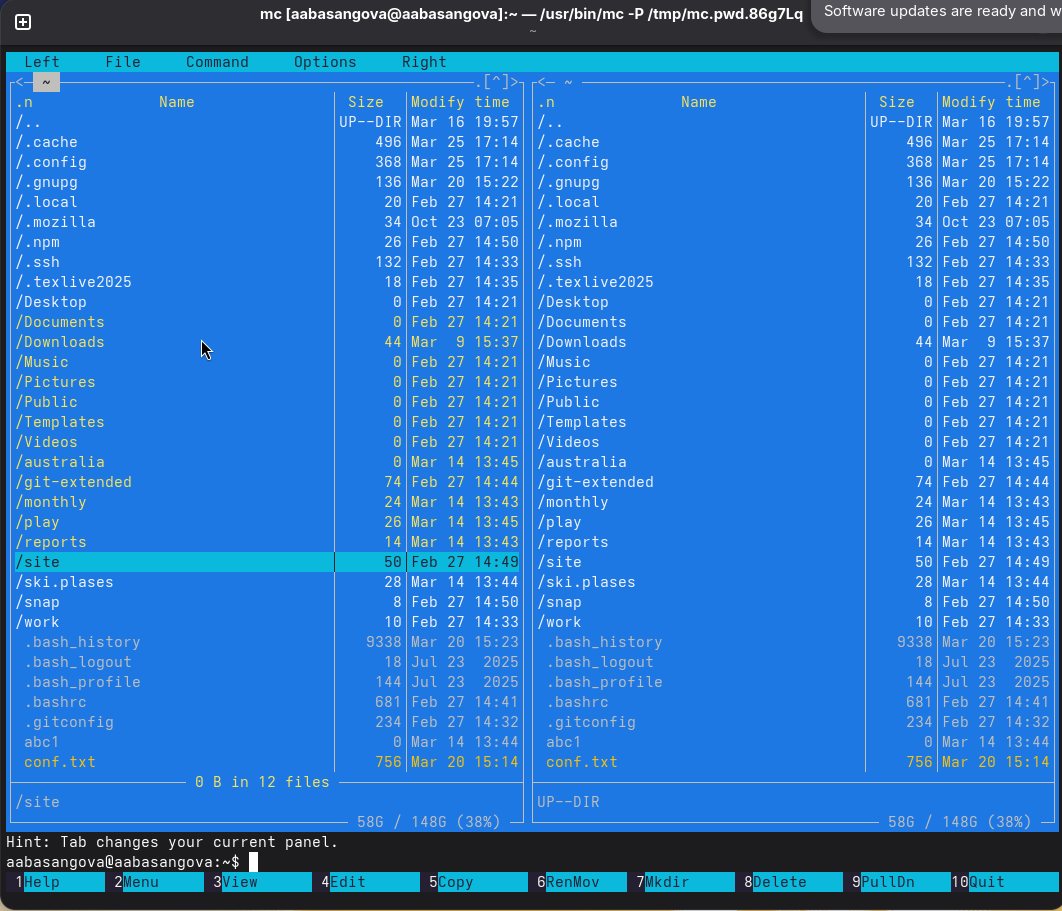 mc [aabasangova@aabasangova]:~ — /usr/bin/mc -P /tmp/mc.pwd.86g7Lq
~
Software updates are ready and w
Left File Command Options Right
<- ~ .[^]> <- ~ .[^]>
.n Name Size Modify time .n Name Size Modify time
/.. UP--DIR Mar 16 19:57 /.. UP--DIR Mar 16 19:57
/.cache 496 Mar 25 17:14 /.cache 496 Mar 25 17:14
/.config 368 Mar 25 17:14 /.config 368 Mar 25 17:14
/.gnupg 136 Mar 20 15:22 /.gnupg 136 Mar 20 15:22
/.local 20 Feb 27 14:21 /.local 20 Feb 27 14:21
/.mozilla 34 Oct 23 07:05 /.mozilla 34 Oct 23 07:05
/.npm 26 Feb 27 14:50 /.npm 26 Feb 27 14:50
/.ssh 132 Feb 27 14:33 /.ssh 132 Feb 27 14:33
/.texlive2025 18 Feb 27 14:35 /.texlive2025 18 Feb 27 14:35
/Desktop 0 Feb 27 14:21 /Desktop 0 Feb 27 14:21
/Documents 0 Feb 27 14:21 /Documents 0 Feb 27 14:21
/Downloads 44 Mar 9 15:37 /Downloads 44 Mar 9 15:37
/Music 0 Feb 27 14:21 /Music 0 Feb 27 14:21
/Pictures 0 Feb 27 14:21 /Pictures 0 Feb 27 14:21
/Public 0 Feb 27 14:21 /Public 0 Feb 27 14:21
/Templates 0 Feb 27 14:21 /Templates 0 Feb 27 14:21
/Videos 0 Feb 27 14:21 /Videos 0 Feb 27 14:21
/australia 0 Mar 14 13:45 /australia 0 Mar 14 13:45
/git-extended 74 Feb 27 14:44 /git-extended 74 Feb 27 14:44
/monthly 24 Mar 14 13:43 /monthly 24 Mar 14 13:43
/play 26 Mar 14 13:45 /play 26 Mar 14 13:45
/reports 14 Mar 14 13:43 /reports 14 Mar 14 13:43
/site 50 Feb 27 14:49 /site 50 Feb 27 14:49
/ski.plases 28 Mar 14 13:44 /ski.plases 28 Mar 14 13:44
/snap 8 Feb 27 14:50 /snap 8 Feb 27 14:50
/work 10 Feb 27 14:33 /work 10 Feb 27 14:33
.bash_history 9338 Mar 20 15:23 .bash_history 9338 Mar 20 15:23
.bash_logout 18 Jul 23 2025 .bash_logout 18 Jul 23 2025
.bash_profile 144 Jul 23 2025 .bash_profile 144 Jul 23 2025
.bashrc 681 Feb 27 14:41 .bashrc 681 Feb 27 14:41
.gitconfig 234 Feb 27 14:32 .gitconfig 234 Feb 27 14:32
abc1 0 Mar 14 13:44 abc1 0 Mar 14 13:44
conf.txt 756 Mar 20 15:14 conf.txt 756 Mar 20 15:14
0 B in 12 files
/site UP--DIR
58G / 148G (38%) 58G / 148G (38%)
Hint: Tab changes your current panel.
aabasangova@aabasangova:~$
1Help 2Menu 3View 4Edit 5Copy 6RenMov 7Mkdir 8Delete 9PullDn 10Quit